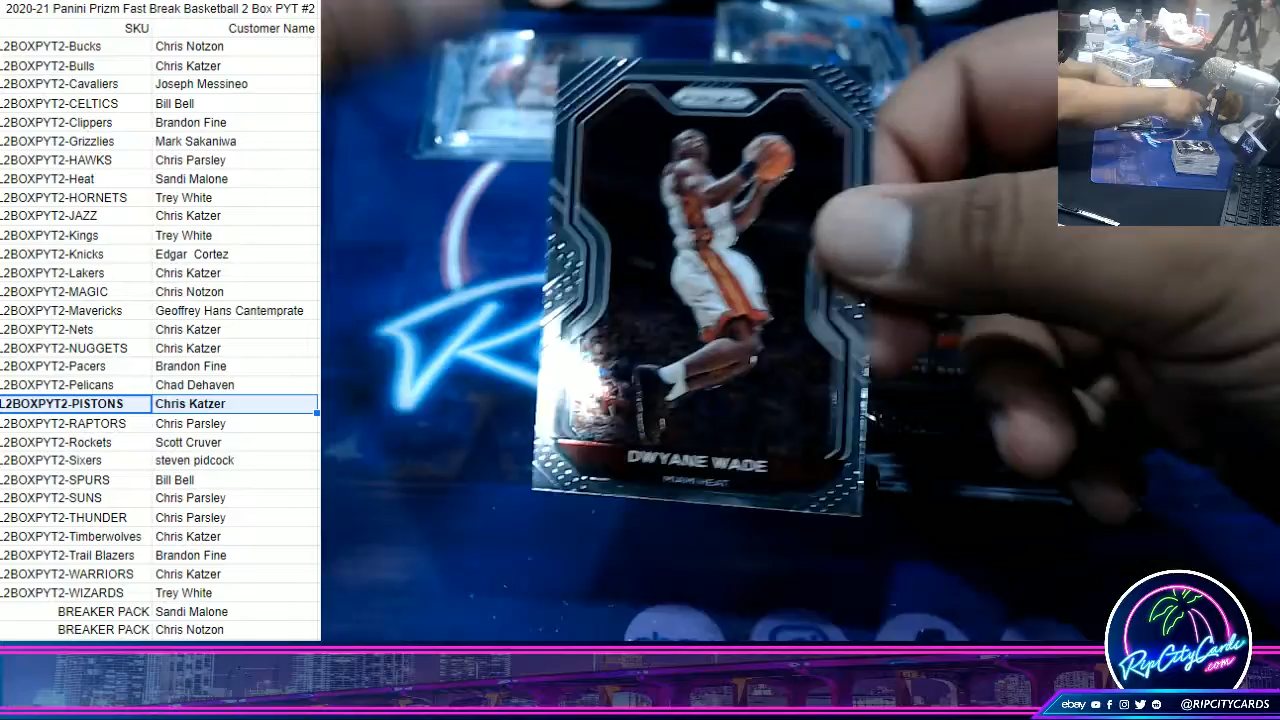 2020-21 Panini Prizm Fast Break Basketball 2 Box PYT #2
SKU Customer Name
L2BOXPYT2-Bucks Chris Notzon
L2BOXPYT2-Bulls Chris Katzer
L2BOXPYT2-Cavaliers Joseph Messineo
L2BOXPYT2-CELTICS Bill Bell
L2BOXPYT2-Clippers Brandon Fine
L2BOXPYT2-Grizzlies Mark Sakaniwa
L2BOXPYT2-HAWKS Chris Parsley
L2BOXPYT2-Heat Sandi Malone
L2BOXPYT2-HORNETS Trey White
L2BOXPYT2-JAZZ Chris Katzer
L2BOXPYT2-Kings Trey White
L2BOXPYT2-Knicks Edgar Cortez
L2BOXPYT2-Lakers Chris Katzer
L2BOXPYT2-MAGIC Chris Notzon
L2BOXPYT2-Mavericks Geoffrey Hans Cantemprate
L2BOXPYT2-Nets Chris Katzer
L2BOXPYT2-NUGGETS Chris Katzer
L2BOXPYT2-Pacers Brandon Fine
L2BOXPYT2-Pelicans Chad Dehaven
L2BOXPYT2-PISTONS Chris Katzer
L2BOXPYT2-RAPTORS Chris Parsley
L2BOXPYT2-Rockets Scott Cruver
L2BOXPYT2-Sixers steven pidcock
L2BOXPYT2-SPURS Bill Bell
L2BOXPYT2-SUNS Chris Parsley
L2BOXPYT2-THUNDER Chris Parsley
L2BOXPYT2-Timberwolves Chris Katzer
L2BOXPYT2-Trail Blazers Brandon Fine
L2BOXPYT2-WARRIORS Chris Katzer
L2BOXPYT2-WIZARDS Trey White
BREAKER PACK Sandi Malone
BREAKER PACK Chris Notzon
PRIZM
DWYANE WADE
MIAMI HEAT
RipCityCards
.com
ebay @RIPCITYCARDS